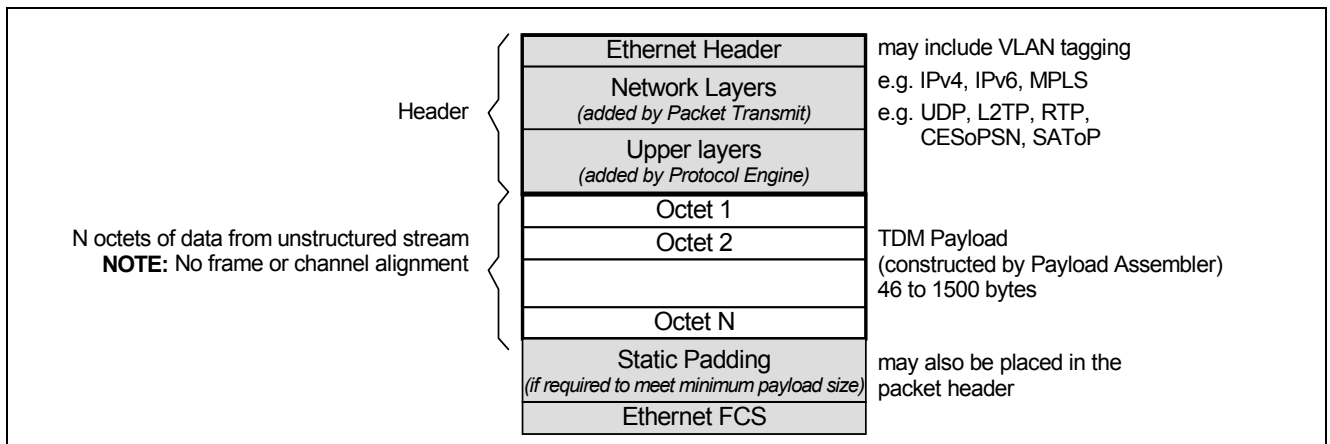 Ethernet Header
may include VLAN tagging
Network Layers
(added by Packet Transmit)
e.g. IPv4, IPv6, MPLS
Header
e.g. UDP, L2TP, RTP,
CESoPSN, SAToP
Upper layers
(added by Protocol Engine)
Octet 1
N octets of data from unstructured stream
NOTE: No frame or channel alignment
Octet 2
TDM Payload
(constructed by Payload Assembler)
46 to 1500 bytes
Octet N
Static Padding
(if required to meet minimum payload size)
may also be placed in the
packet header
Ethernet FCS